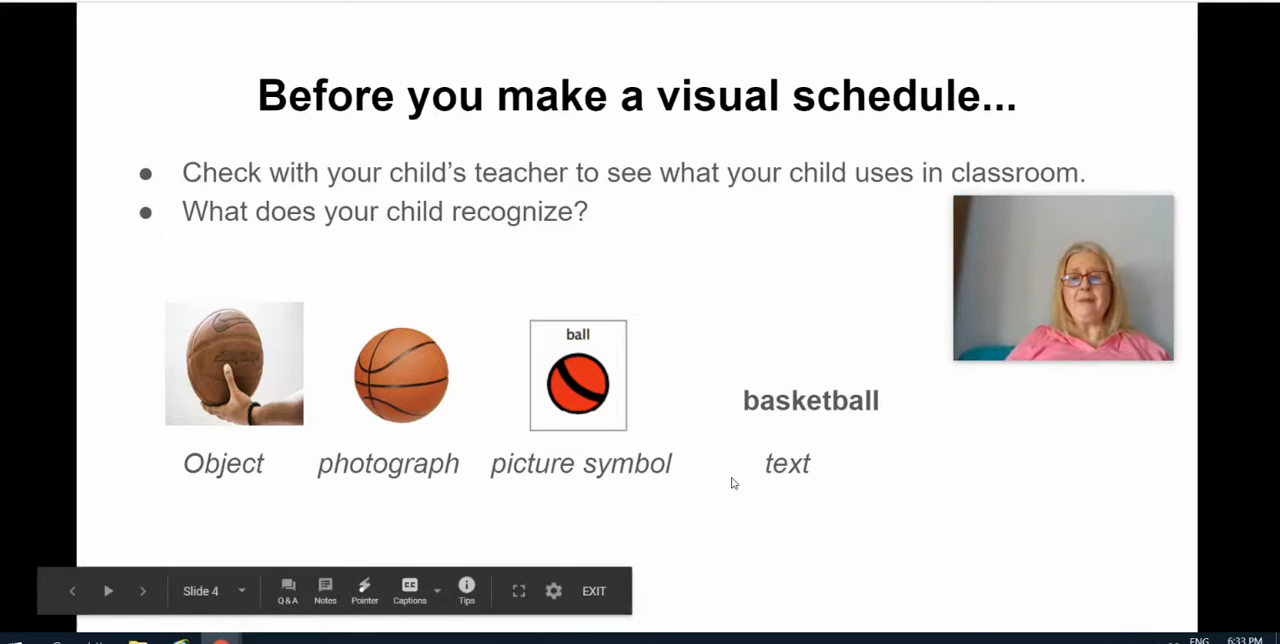 Before you make a visual schedule...
● Check with your child's teacher to see what your child uses in classroom.
● What does your child recognize?
ball
basketball
Object photograph picture symbol text
Slide 4 Q&A Notes Pointer CC Captions Tips EXIT
ENG 6:33 PM